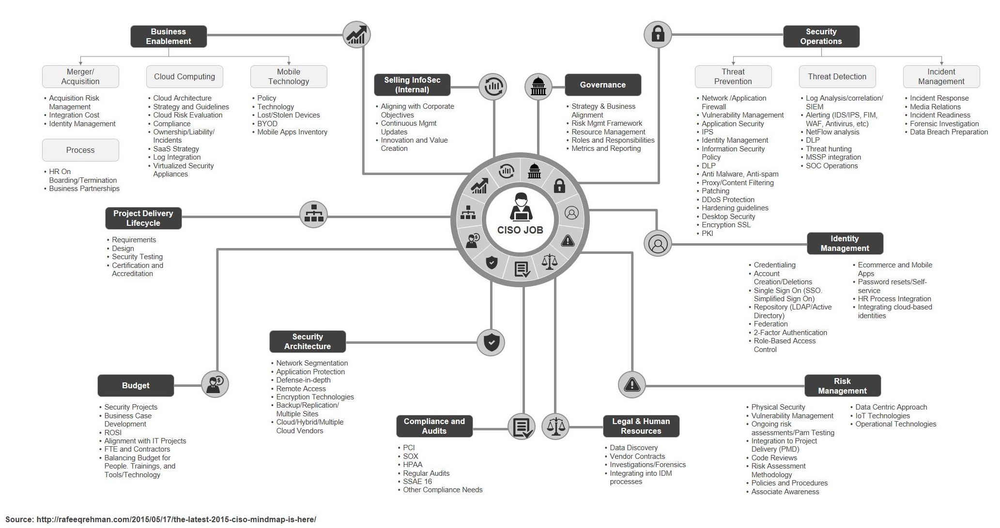 Business
Enablement
Merger/
Acquisition
• Acquisition Risk
Management
• Integration Cost
• Identity Management
Process
• HR On
Boarding/Termination
• Business Partnerships
Cloud Computing
• Cloud Architecture
• Strategy and Guidelines
• Cloud Risk Evaluation
• Compliance
• Ownership/Liability/
Incidents
• SaaS Strategy
• Log Integration
• Virtualized Security
Appliances
Mobile
Technology
• Policy
• Technology
• Lost/Stolen Devices
• BYOD
• Mobile Apps Inventory
Selling InfoSec
(Internal)
• Aligning with Corporate
Objectives
• Continuous Mgmt
Updates
• Innovation and Value
Creation
Governance
• Strategy & Business
Alignment
• Risk Mgmt Framework
• Resource Management
• Roles and Responsibilities
• Metrics and Reporting
Security
Operations
Threat
Prevention
• Network /Application
Firewall
• Vulnerability Management
• Application Security
• IPS
• Identity Management
• Information Security
Policy
• DLP
• Anti Malware, Anti-spam
• Proxy/Content Filtering
• Patching
• DDoS Protection
• Hardening guidelines
• Desktop Security
• Encryption SSL
• PKI
Threat Detection
• Log Analysis/correlation/
SIEM
• Alerting (IDS/IPS, FIM,
WAF, Antivirus, etc)
• NetFlow analysis
• DLP
• Threat hunting
• MSSP integration
• SOC Operations
Incident
Management
• Incident Response
• Media Relations
• Incident Readiness
• Forensic Investigation
• Data Breach Preparation
Project Delivery
Lifecycle
• Requirements
• Design
• Security Testing
• Certification and
Accreditation
CISO JOB
Identity
Management
• Credentialing
• Account
Creation/Deletions
• Single Sign On (SSO.
Simplified Sign On)
• Repository (LDAP/Active
Directory)
• Federation
• 2-Factor Authentication
• Role-Based Access
Control
• Ecommerce and Mobile
Apps
• Password resets/Self-
service
• HR Process Integration
• Integrating cloud-based
identities
Security
Architecture
• Network Segmentation
• Application Protection
• Defense-in-depth
• Remote Access
• Encryption Technologies
• Backup/Replication/
Multiple Sites
• Cloud/Hybrid/Multiple
Cloud Vendors
Budget
• Security Projects
• Business Case
Development
• ROSI
• Alignment with IT Projects
• FTE and Contractors
• Balancing Budget for
People. Trainings, and
Tools/Technology
Compliance and
Audits
• PCI
• SOX
• HPAA
• Regular Audits
• SSAE 16
• Other Compliance Needs
Legal & Human
Resources
• Data Discovery
• Vendor Contracts
• Investigations/Forensics
• Integrating into IDM
processes
Risk
Management
• Physical Security
• Vulnerability Management
• Ongoing risk
assessments/Pam Testing
• Integration to Project
Delivery (PMD)
• Code Reviews
• Risk Assessment
Methodology
• Policies and Procedures
• Associate Awareness
• Data Centric Approach
• IoT Technologies
• Operational Technologies
Source: http://rafeeqrehman.com/2015/05/17/the-latest-2015-ciso-mindmap-is-here/